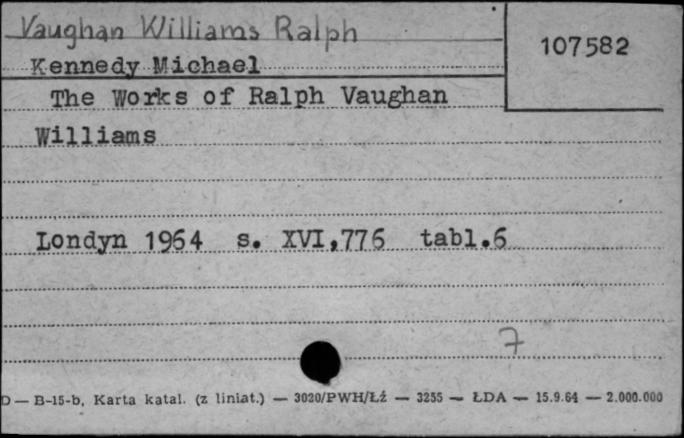 Vaughan Williams Ralph
107582
Kennedy Michael
The Works of Ralph Vaughan
Williams
Londyn 1964 s. XVI,776 tabl.6
7
D — B-15-b, Karta katal. (z liniat.) — 3020/PWH/Łź — 3255 — ŁDA — 15.9.64 — 2.000.000